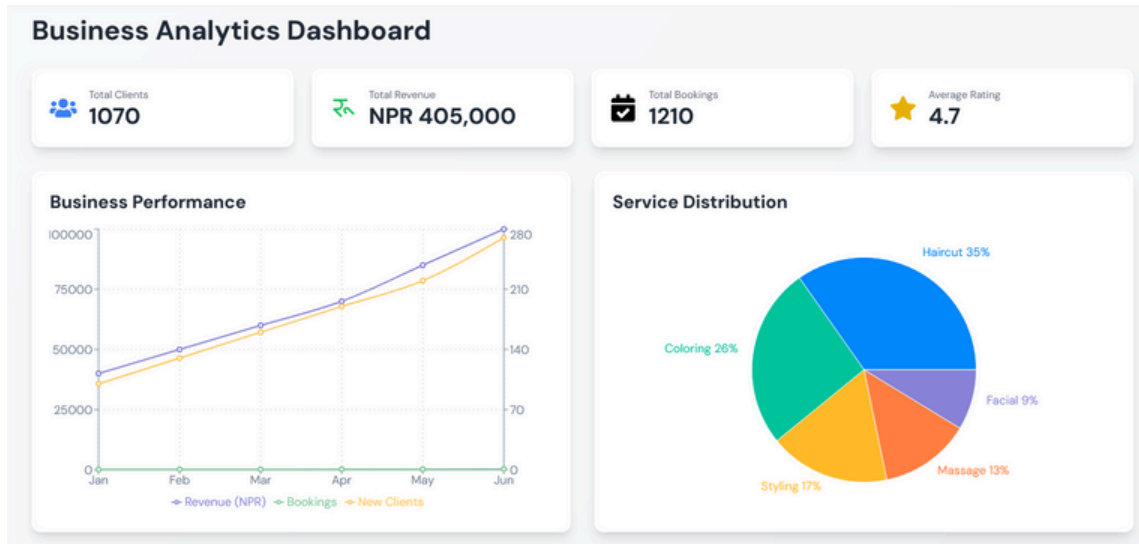 Business Analytics Dashboard
Total Clients
1070
Total Revenue
NPR 405,000
Total Bookings
1210
Average Rating
4.7
Business Performance
100000
75000
50000
25000
0
280
210
140
70
0
Jan Feb Mar Apr May Jun
Revenue (NPR) Bookings New Clients
Service Distribution
Haircut 35%
Coloring 26%
Facial 9%
Massage 13%
Styling 17%